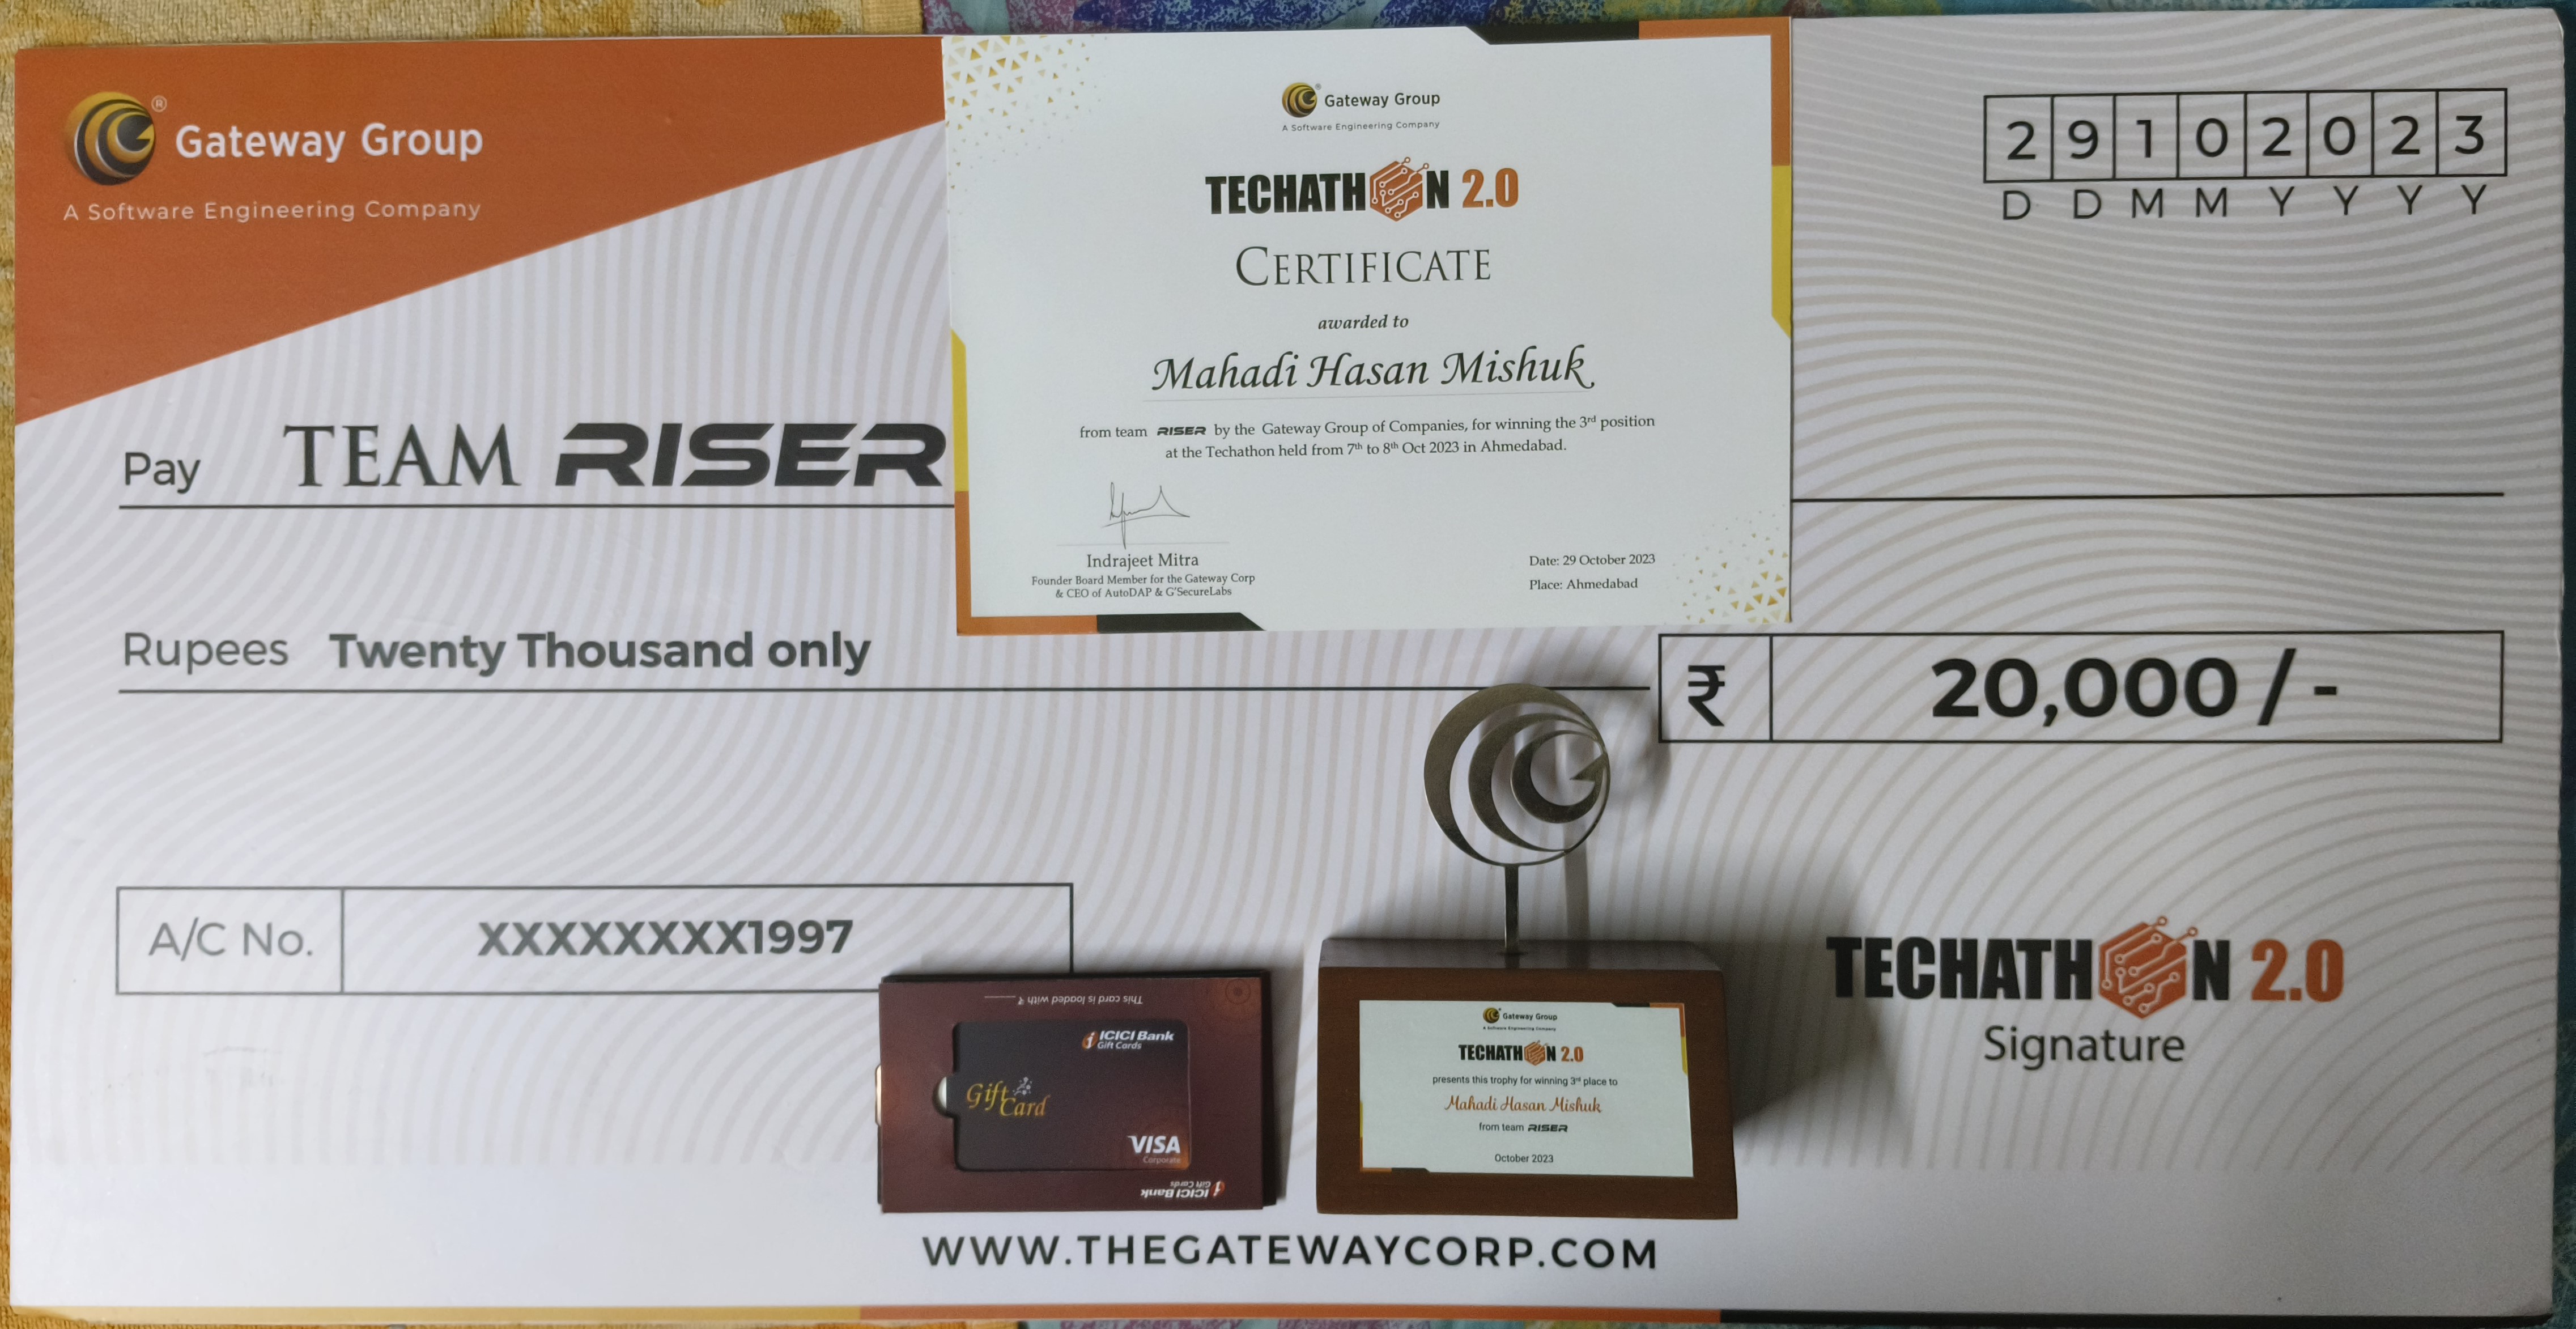 Gateway Group
A Software Engineering Company
2 9 1 0 2 0 2 3
D D M M Y Y Y Y
Pay TEAM RISER
Rupees Twenty Thousand only
₹ 20,000 / -
A/C No. XXXXXXXX1997
TECHATHON 2.0
Signature
WWW.THEGATEWAYCORP.COM
Gateway Group
A Software Engineering Company
TECHATHON 2.0
CERTIFICATE
awarded to
Mahadi Hasan Mishuk
from team RISER by the Gateway Group of Companies, for winning the 3rd position
at the Techathon held from 7th to 8th Oct 2023 in Ahmedabad.
Indrajeet Mitra
Founder Board Member for the Gateway Corp
& CEO of AutoDAP & G'SecureLabs
Date: 29 October 2023
Place: Ahmedabad
This card is loaded with ₹
ICICI Bank
Gift Cards
Gift Card
VISA
Corporate
ICICI Bank
Gift Cards
Gateway Group
A Software Engineering Company
TECHATHON 2.0
presents this trophy for winning 3rd place to
Mahadi Hasan Mishuk
from team RISER
October 2023